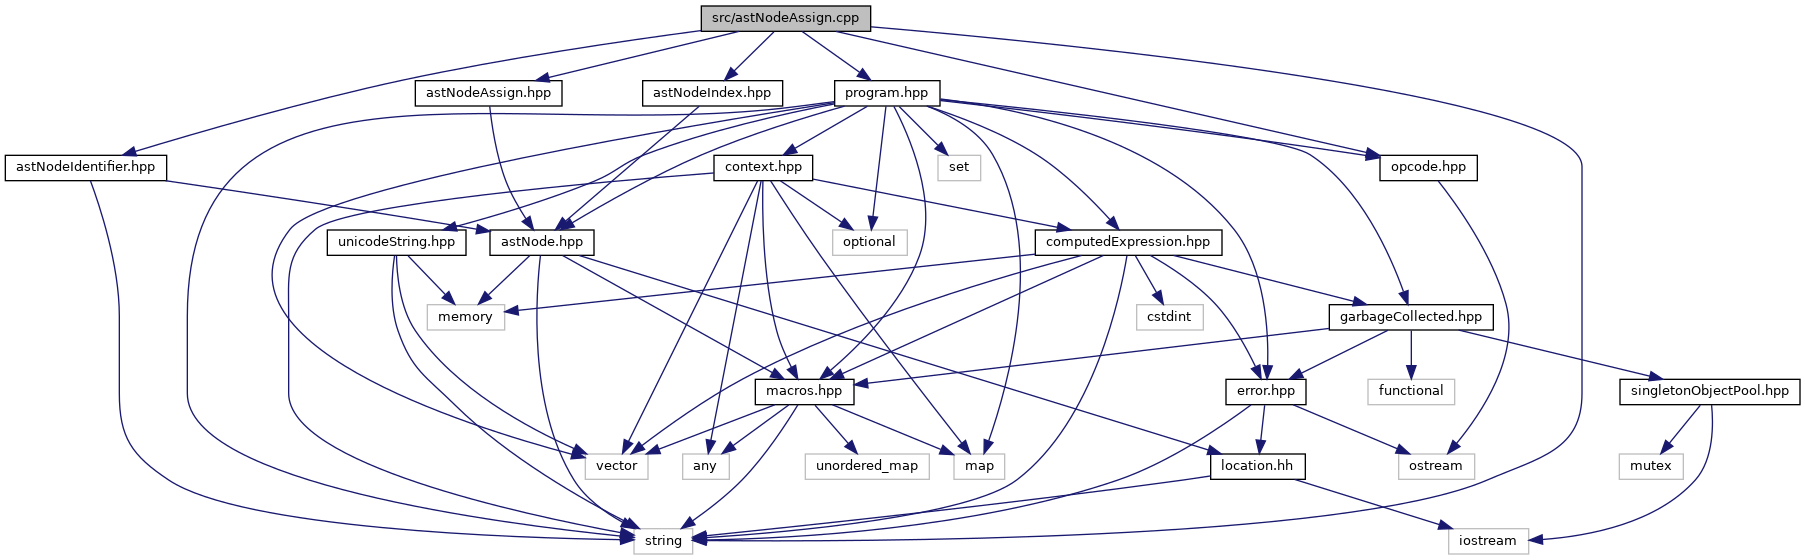 src/astNodeAssign.cpp
astNodeAssign.hpp
astNodeIndex.hpp
program.hpp
astNodeIdentifier.hpp
context.hpp
set
opcode.hpp
unicodeString.hpp
astNode.hpp
optional
computedExpression.hpp
memory
cstdint
garbageCollected.hpp
macros.hpp
error.hpp
functional
singletonObjectPool.hpp
vector
any
unordered_map
map
location.hh
ostream
mutex
string
iostream